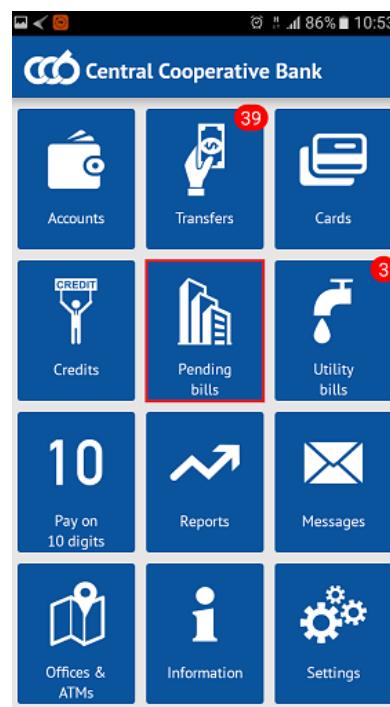 86% 10:53
CCB Central Cooperative Bank
39
Accounts
Transfers
Cards
CREDIT
3
Credits
Pending
bills
Utility
bills
10
Pay on
10 digits
Reports
Messages
Offices &
ATMs
Information
Settings